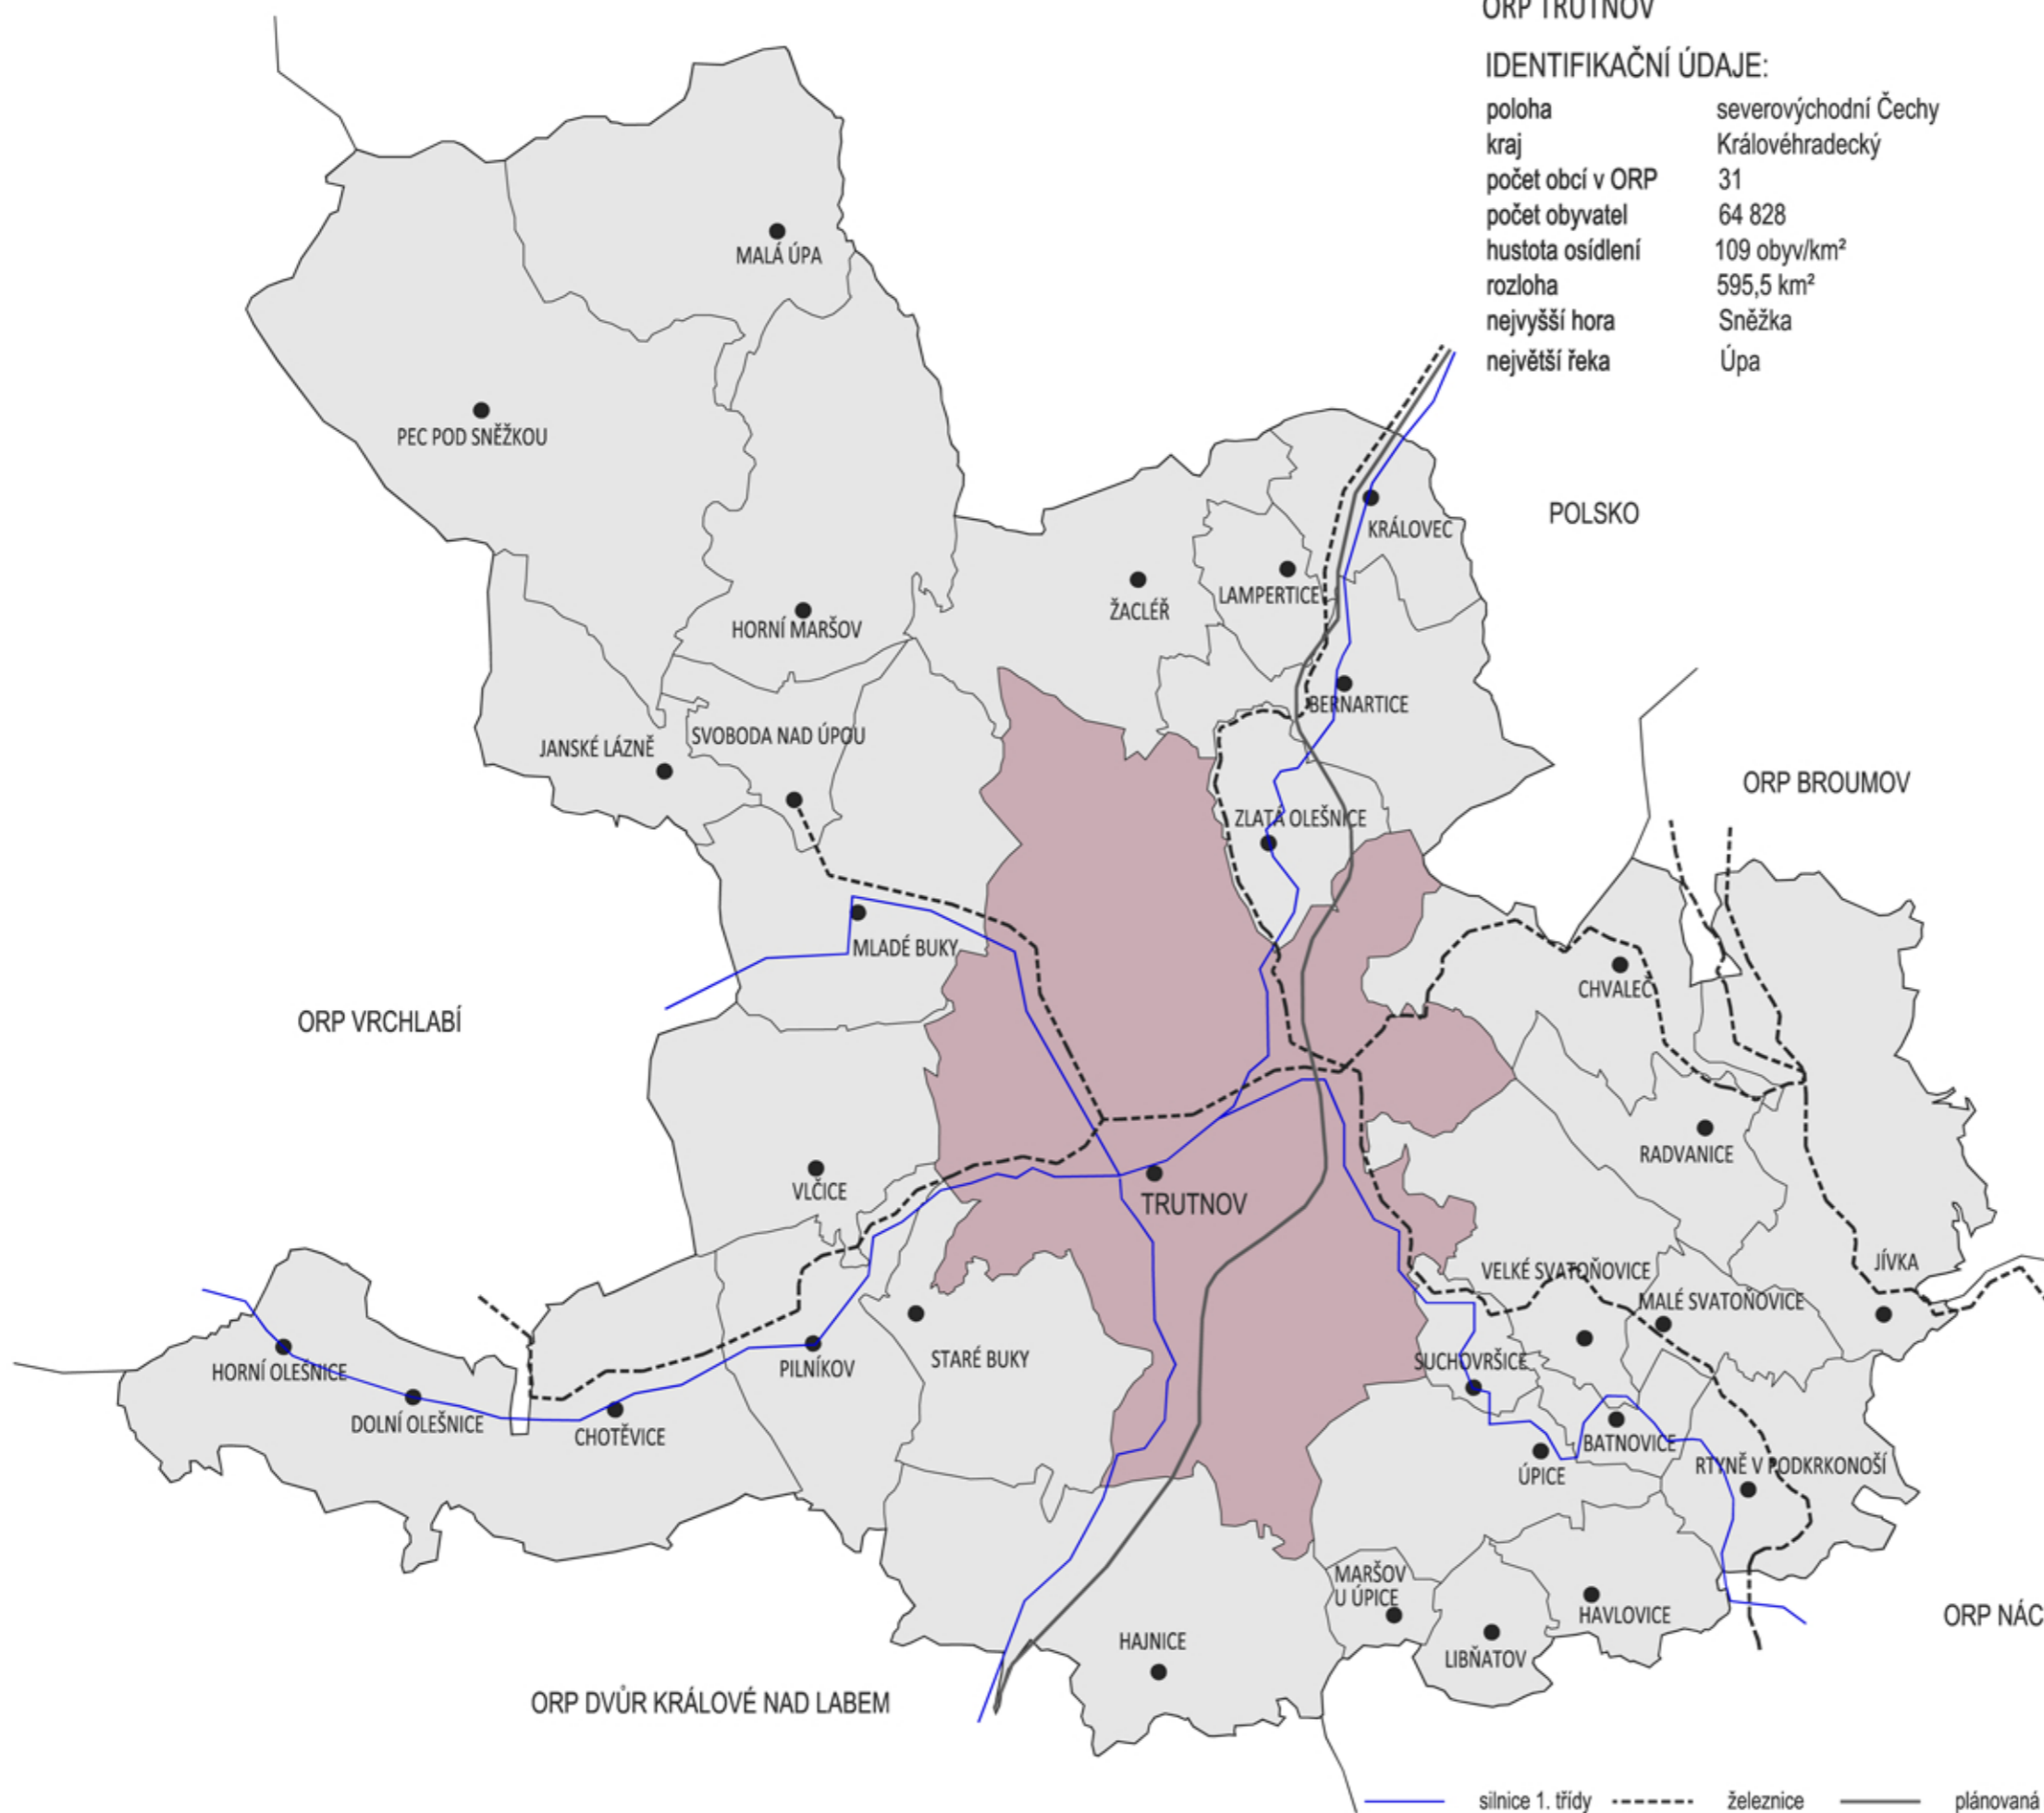 ORP TRUTNOV
IDENTIFIKAČNÍ ÚDAJE:
poloha severovýchodní Čechy
kraj Královéhradecký
počet obcí v ORP 31
počet obyvatel 64 828
hustota osídlení 109 obyv/km²
rozloha 595,5 km²
nejvyšší hora Sněžka
největší řeka Úpa
MALÁ ÚPA
PEC POD SNĚŽKOU
POLSKO
KRÁLOVEC
LAMPERTICE
ŽACLÉŘ
HORNÍ MARŠOV
BERNARTICE
SVOBODA NAD ÚPOU
JANSKÉ LÁZNĚ
ORP BROUMOV
ZLATÁ OLEŠNICE
MLADÉ BUKY
CHVALEČ
ORP VRCHLABÍ
RADVANICE
VLČICE
TRUTNOV
JÍVKA
VELKÉ SVATOŇOVICE
MALÉ SVATOŇOVICE
HORNÍ OLEŠNICE
PILNÍKOV
STARÉ BUKY
SUCHOVRŠICE
DOLNÍ OLEŠNICE
CHOTĚVICE
BATNOVICE
RTYNĚ V PODKRKONOŠÍ
ÚPICE
MARŠOV
U ÚPICE
HAVLOVICE
ORP NÁC
HAJNICE
LIBŇATOV
ORP DVŮR KRÁLOVÉ NAD LABEM
silnice 1. třídy železnice plánovaná